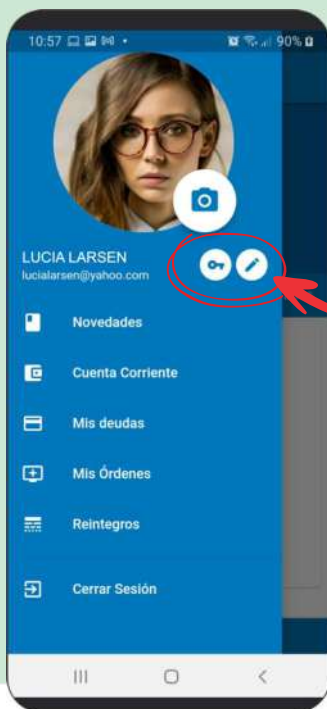 10:57
90%
LUCIA LARSEN
lucialarsen@yahoo.com
Novedades
Cuenta Corriente
Mis deudas
Mis Órdenes
Reintegros
Cerrar Sesión